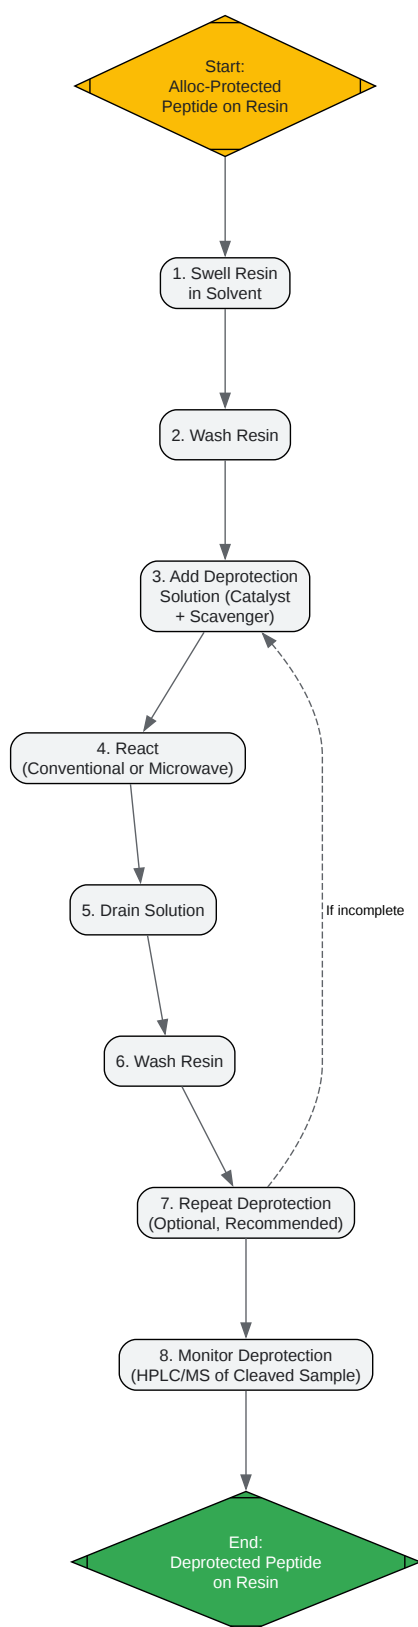 Start:
Alloc-Protected
Peptide on Resin
1. Swell Resin
in Solvent
2. Wash Resin
3. Add Deprotection
Solution (Catalyst
+ Scavenger)
4. React
(Conventional or Microwave)
5. Drain Solution
If incomplete
6. Wash Resin
7. Repeat Deprotection
(Optional, Recommended)
8. Monitor Deprotection
(HPLC/MS of Cleaved Sample)
End:
Deprotected Peptide
on Resin